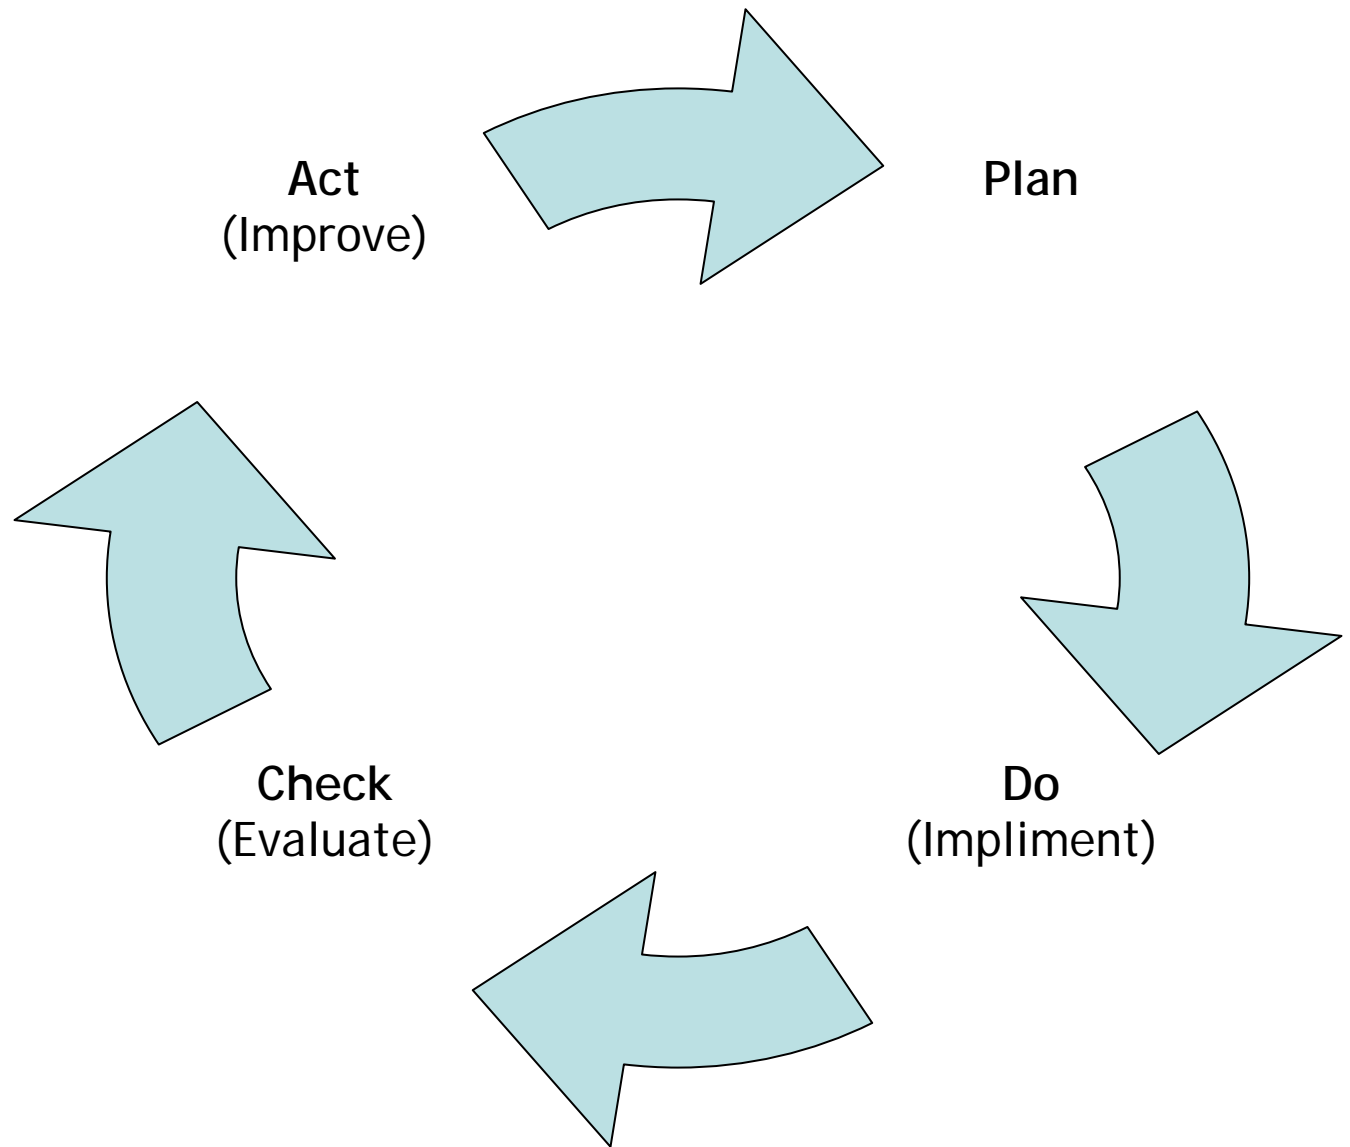 Act
(Improve)
Plan
Check
(Evaluate)
Do
(Impliment)